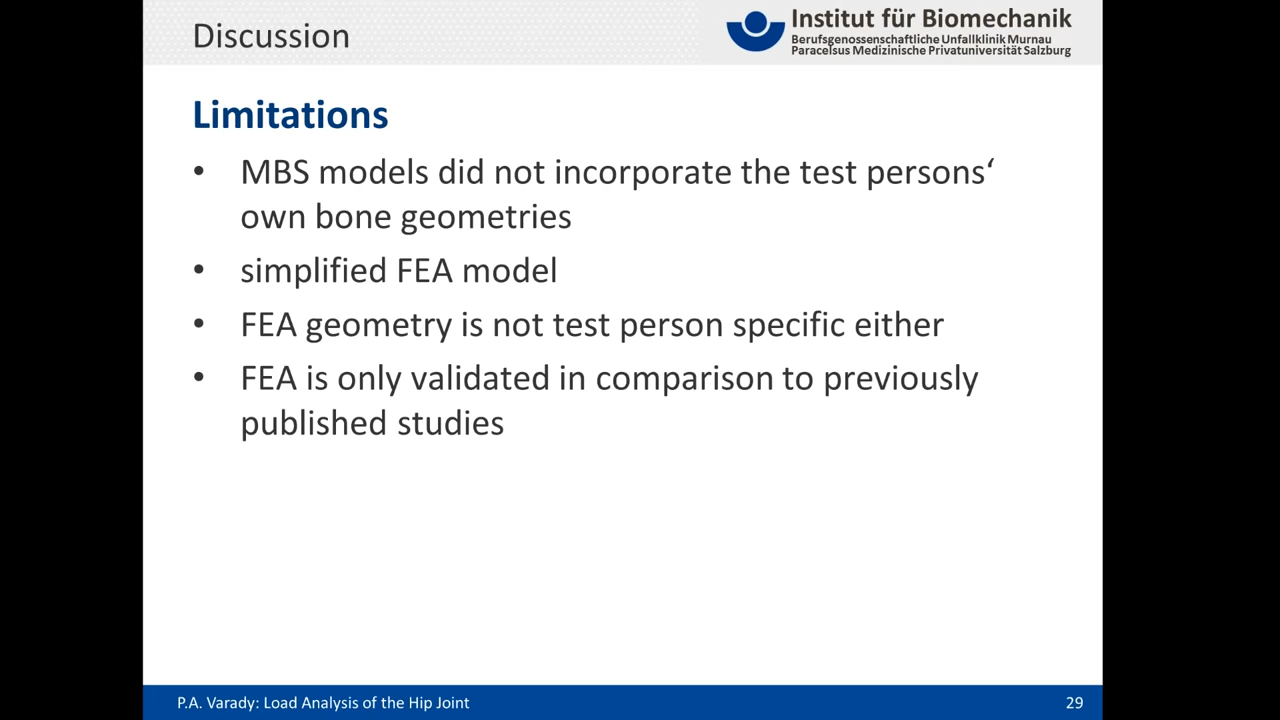 Discussion
Institut für Biomechanik
Berufsgenossenschaftliche Unfallklinik Murnau
Paracelsus Medizinische Privatuniversität Salzburg
Limitations
• MBS models did not incorporate the test persons‘
own bone geometries
• simplified FEA model
• FEA geometry is not test person specific either
• FEA is only validated in comparison to previously
published studies
P.A. Varady: Load Analysis of the Hip Joint
29